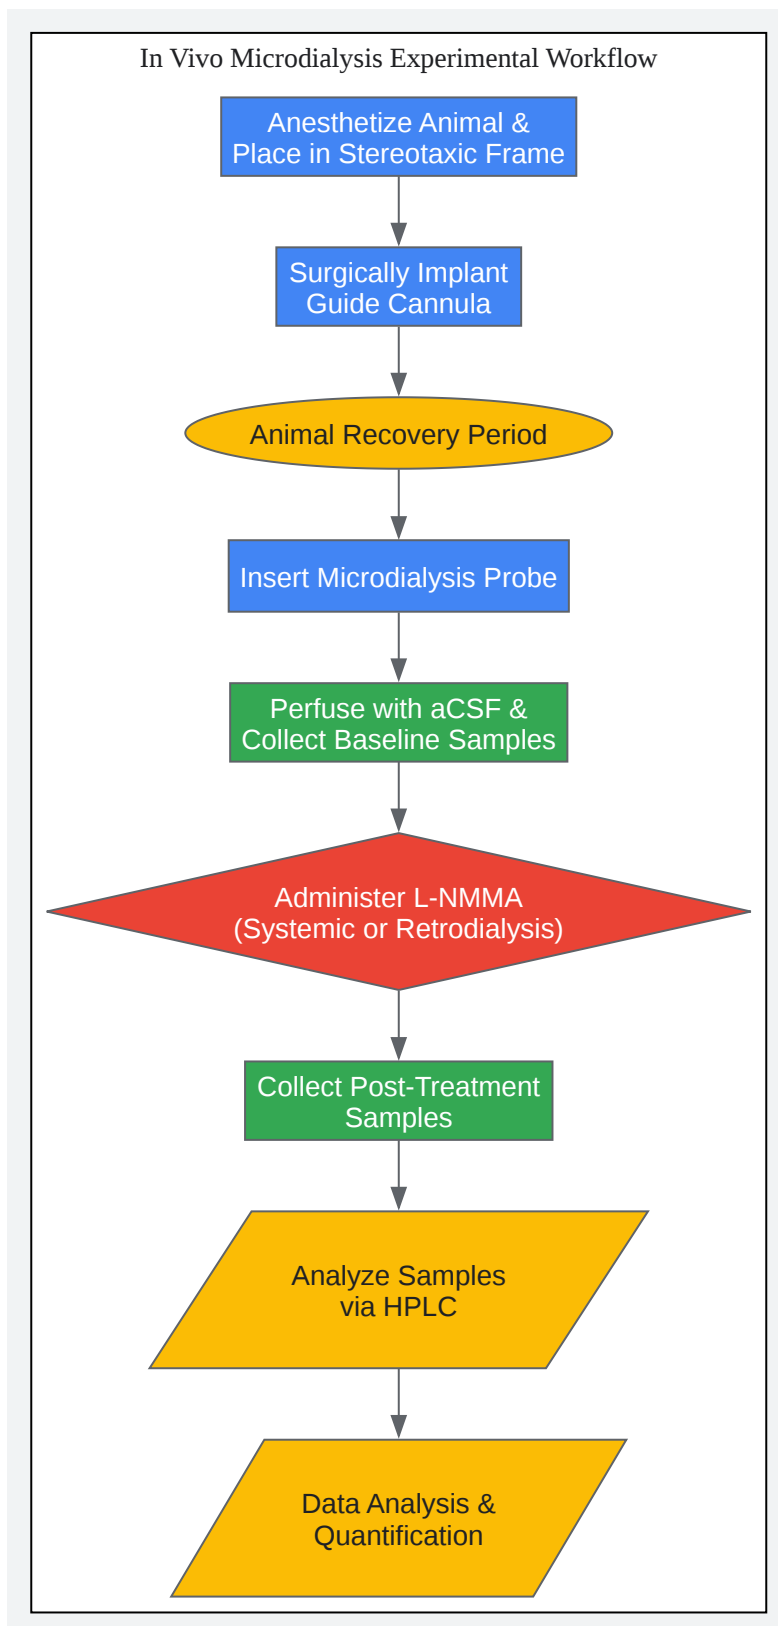 In Vivo Microdialysis Experimental Workflow
Anesthetize Animal &
Place in Stereotaxic Frame
Surgically Implant
Guide Cannula
Animal Recovery Period
Insert Microdialysis Probe
Perfuse with aCSF &
Collect Baseline Samples
Administer L-NMMA
(Systemic or Retrodialysis)
Collect Post-Treatment
Samples
Analyze Samples
via HPLC
Data Analysis &
Quantification